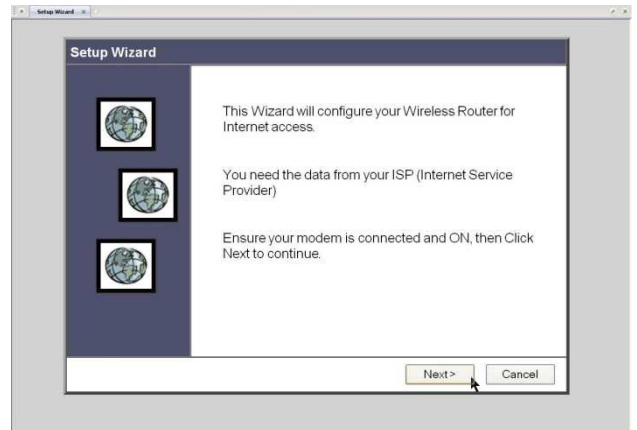 Setup Wizard
Setup Wizard
This Wizard will configure your Wireless Router for
Internet access.
You need the data from your ISP (Internet Service
Provider)
Ensure your modem is connected and ON, then Click
Next to continue.
Next>
Cancel